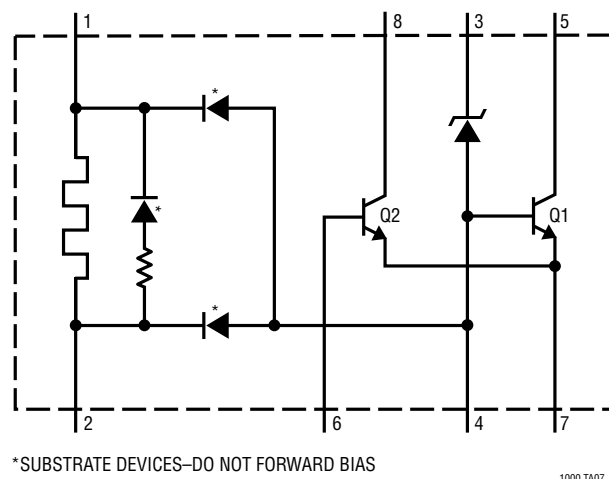 1
8
3
5
*
*
Q2
Q1
*
2
6
4
7
*SUBSTRATE DEVICES–DO NOT FORWARD BIAS
1000 TA07